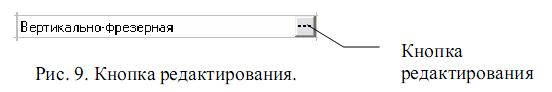 Вертикально-фрезерная
Кнопка
редактирования
Рис. 9. Кнопка редактирования.